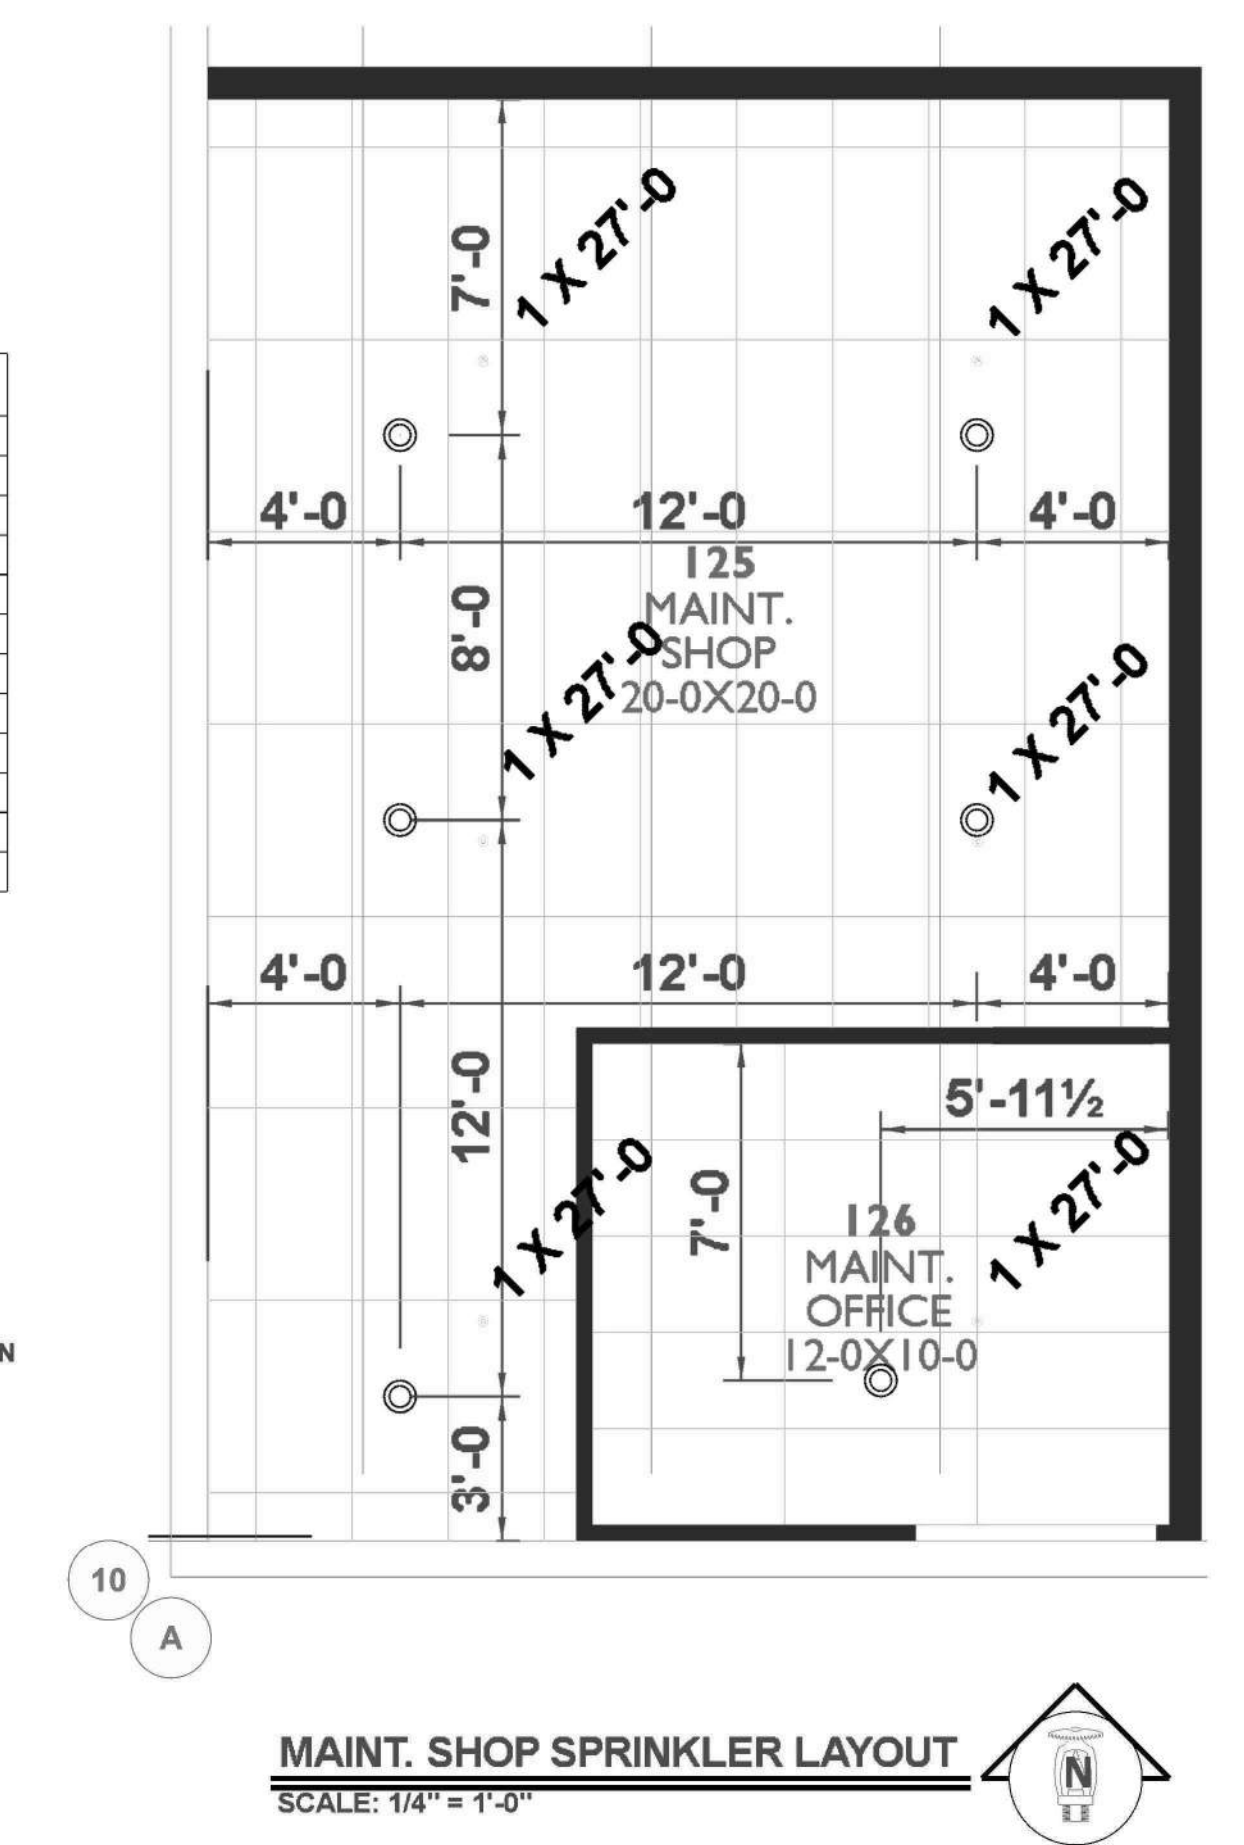 1 X 27'-0
1 X 27'-0
7'-0
4'-0
12'-0
4'-0
125
MAINT.
SHOP
20-0X20-0
8'-0
1 X 27'-0
1 X 27'-0
4'-0
12'-0
4'-0
12'-0
5'-11½
1 X 27'-0
1 X 27'-0
7'-0
126
MAINT.
OFFICE
12-0X10-0
N
3'-0
10
A
MAINT. SHOP SPRINKLER LAYOUT
SCALE: 1/4" = 1'-0"
N